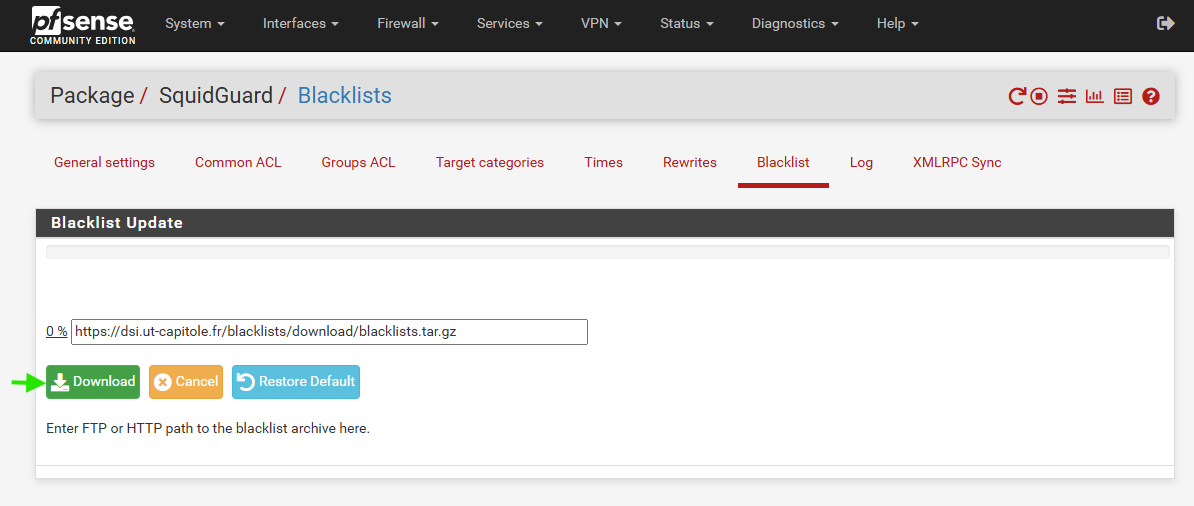 pfsense
COMMUNITY EDITION
System Interfaces Firewall Services VPN Status Diagnostics Help
Package / SquidGuard / Blacklists
General settings Common ACL Groups ACL Target categories Times Rewrites Blacklist Log XMLRPC Sync
Blacklist Update
0 % https://dsi.ut-capitole.fr/blacklists/download/blacklists.tar.gz
Download Cancel Restore Default
Enter FTP or HTTP path to the blacklist archive here.